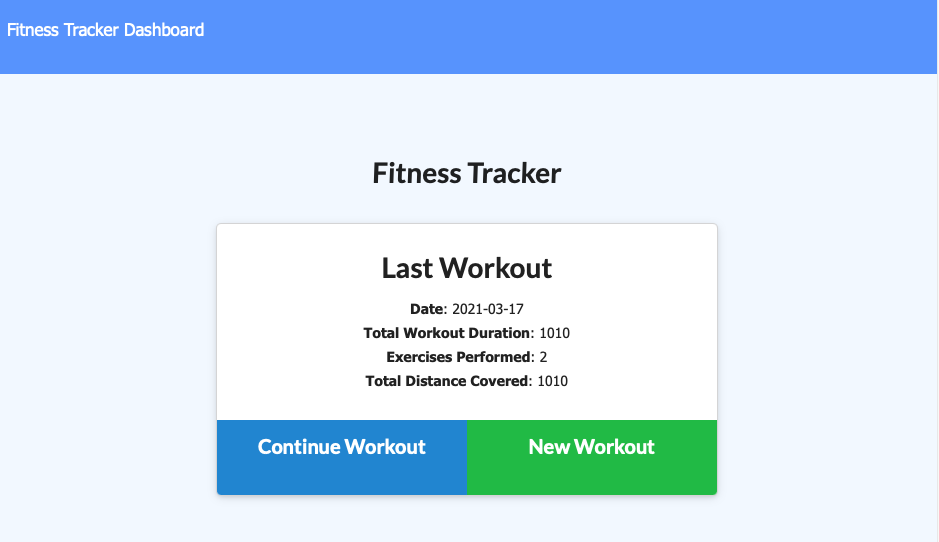 Fitness Tracker Dashboard
Fitness Tracker
Last Workout
Date: 2021-03-17
Total Workout Duration: 1010
Exercises Performed: 2
Total Distance Covered: 1010
Continue Workout
New Workout